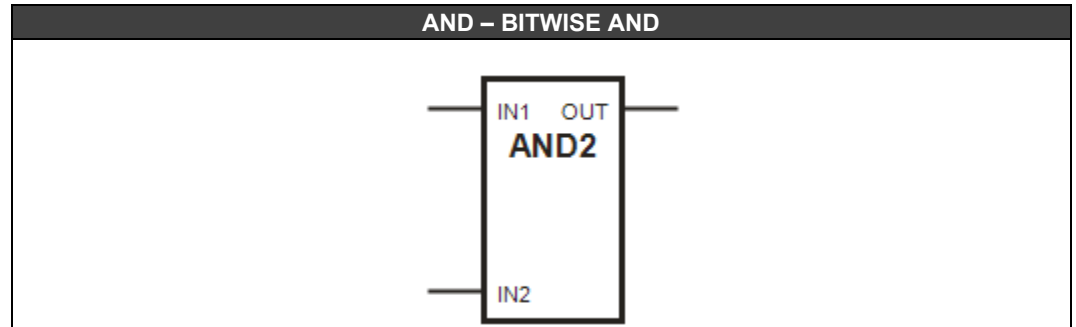 AND – BITWISE AND
IN1 OUT
AND2
IN2